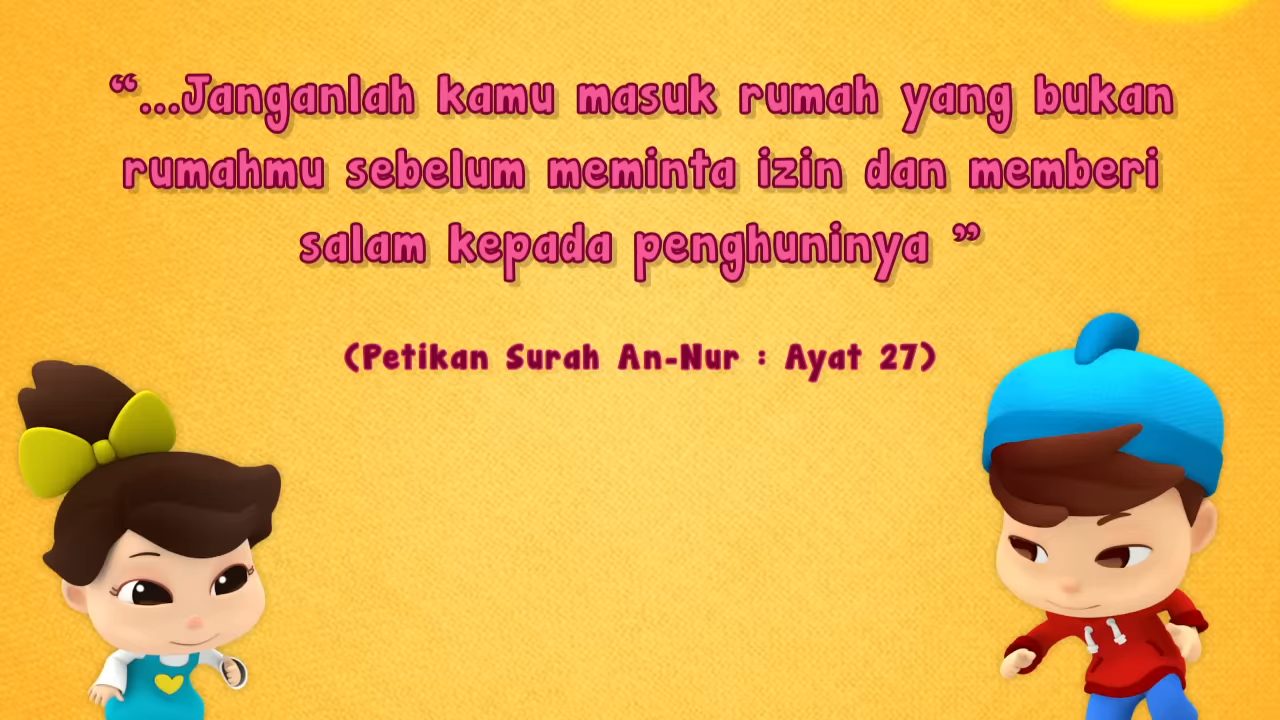 “...Janganlah kamu masuk rumah yang bukan
rumahmu sebelum meminta izin dan memberi
salam kepada penghuninya ”
(Petikan Surah An-Nur : Ayat 27)